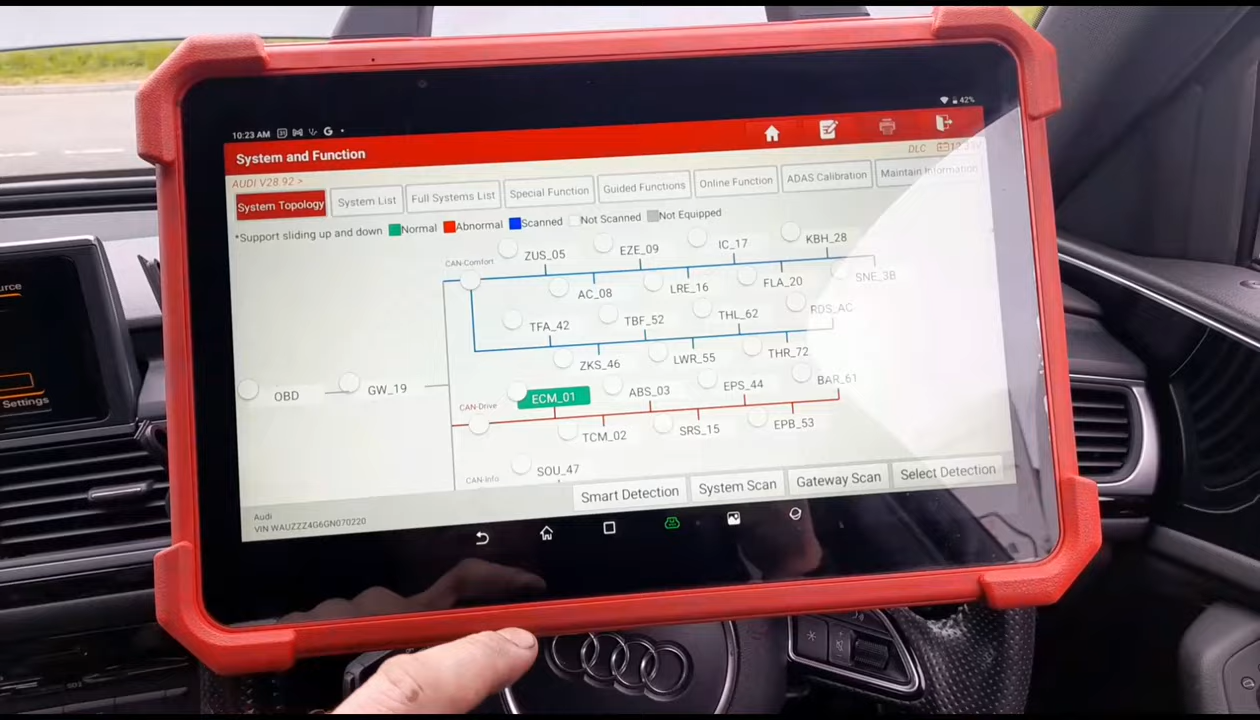 10:23 AM
42%
System and Function
AUDI V28.92 >
DLC
System Topology
System List
Full Systems List
Special Function
Guided Functions
Online Function
ADAS Calibration
Maintain Information
*Support sliding up and down
Normal
Abnormal
Scanned
Not Scanned
Not Equipped
CAN-Comfort
ZUS_05
EZE_09
IC_17
KBH_28
AC_08
LRE_16
FLA_20
SNE_3B
TFA_42
TBF_52
THL_62
RDS_AC
ZKS_46
LWR_55
THR_72
OBD
GW_19
CAN-Drive
ECM_01
ABS_03
EPS_44
BAR_61
TCM_02
SRS_15
EPB_53
CAN-Info
SOU_47
Smart Detection
System Scan
Gateway Scan
Select Detection
Audi
VIN WAUZZZ4G6GN070220
Settings